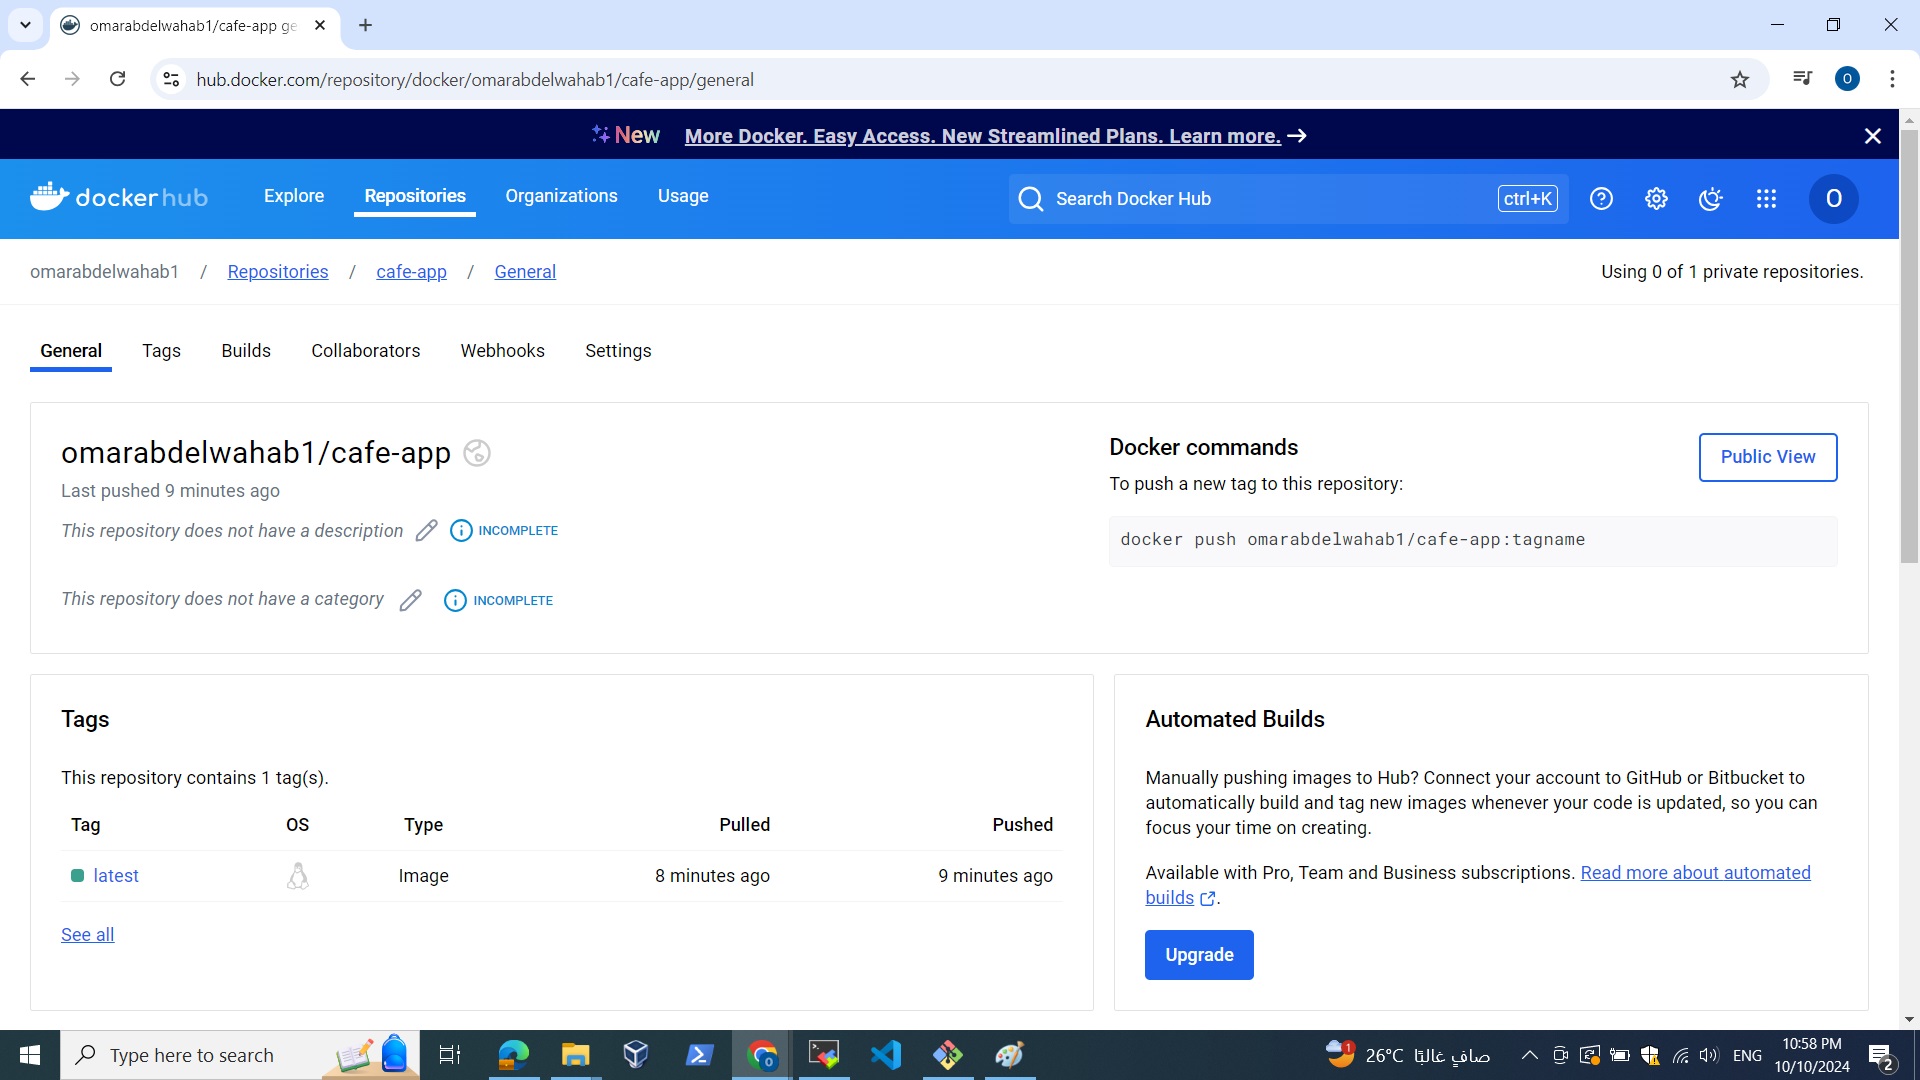 omarabdelwahab1/cafe-app ge
hub.docker.com/repository/docker/omarabdelwahab1/cafe-app/general
O
New More Docker. Easy Access. New Streamlined Plans. Learn more.
docker hub
Explore Repositories Organizations Usage
Search Docker Hub ctrl+K
O
omarabdelwahab1 / Repositories / cafe-app / General
Using 0 of 1 private repositories.
General Tags Builds Collaborators Webhooks Settings
omarabdelwahab1/cafe-app
Last pushed 9 minutes ago
This repository does not have a description INCOMPLETE
This repository does not have a category INCOMPLETE
Docker commands
Public View
To push a new tag to this repository:
docker push omarabdelwahab1/cafe-app:tagname
Tags
This repository contains 1 tag(s).
Tag OS Type Pulled Pushed
latest Image 8 minutes ago 9 minutes ago
See all
Automated Builds
Manually pushing images to Hub? Connect your account to GitHub or Bitbucket to
automatically build and tag new images whenever your code is updated, so you can
focus your time on creating.
Available with Pro, Team and Business subscriptions. Read more about automated
builds .
Upgrade
Type here to search
1
26°C صافٍ غالبًا
ENG
10:58 PM
10/10/2024
2